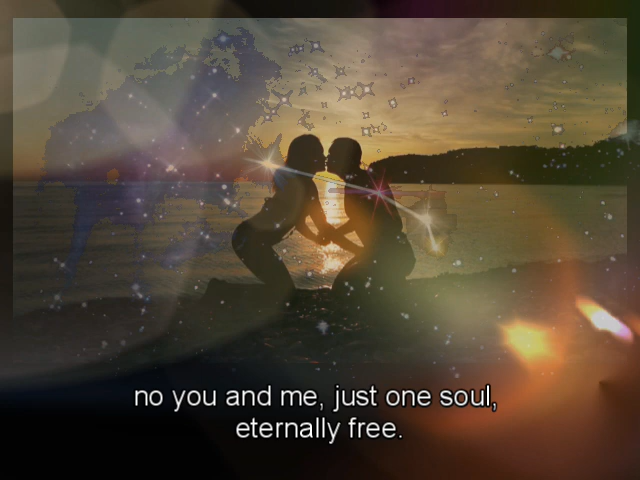 no you and me, just one soul,
eternally free.